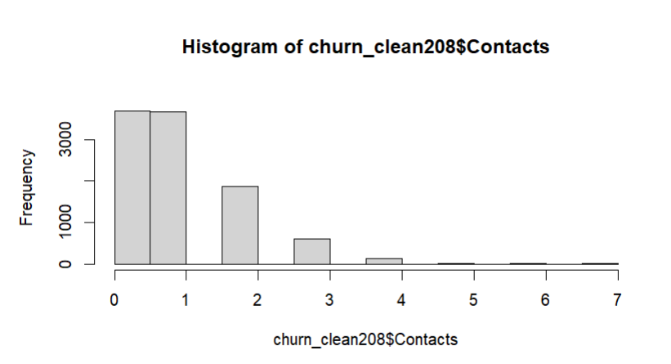 Histogram of churn_clean208$Contacts
Frequency
3000
1000
0
0 1 2 3 4 5 6 7
churn_clean208$Contacts